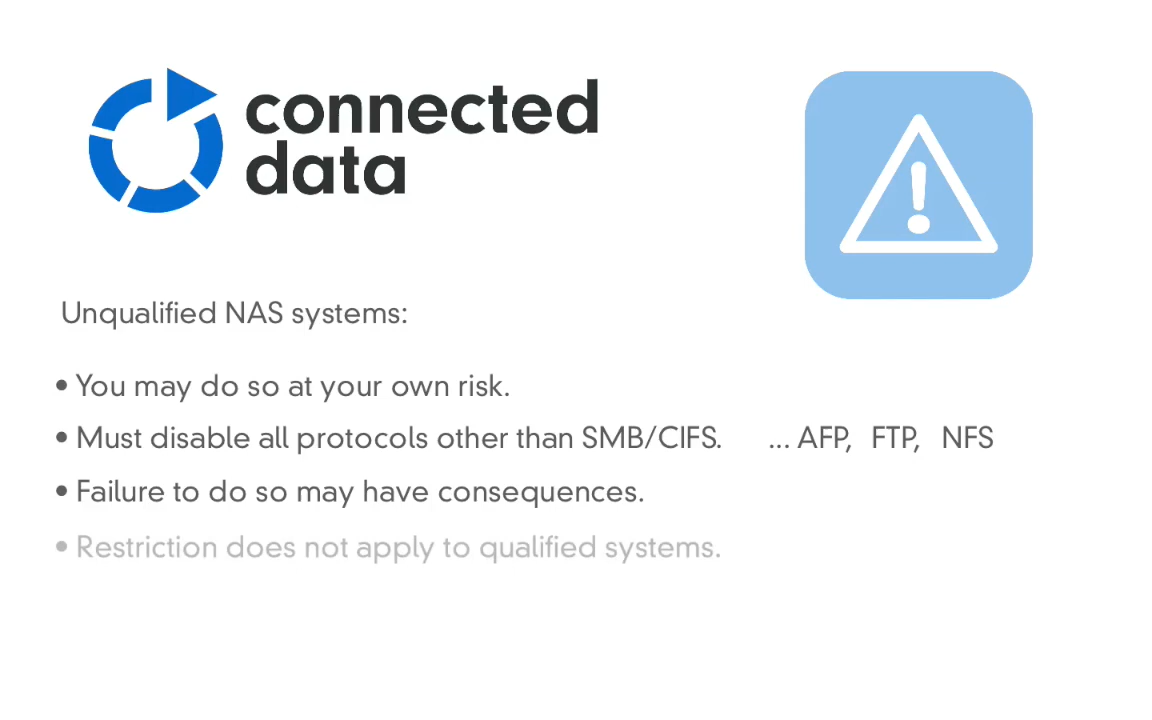 connected
data
Unqualified NAS systems:
• You may do so at your own risk.
• Must disable all protocols other than SMB/CIFS. ... AFP, FTP, NFS
• Failure to do so may have consequences.
• Restriction does not apply to qualified systems.